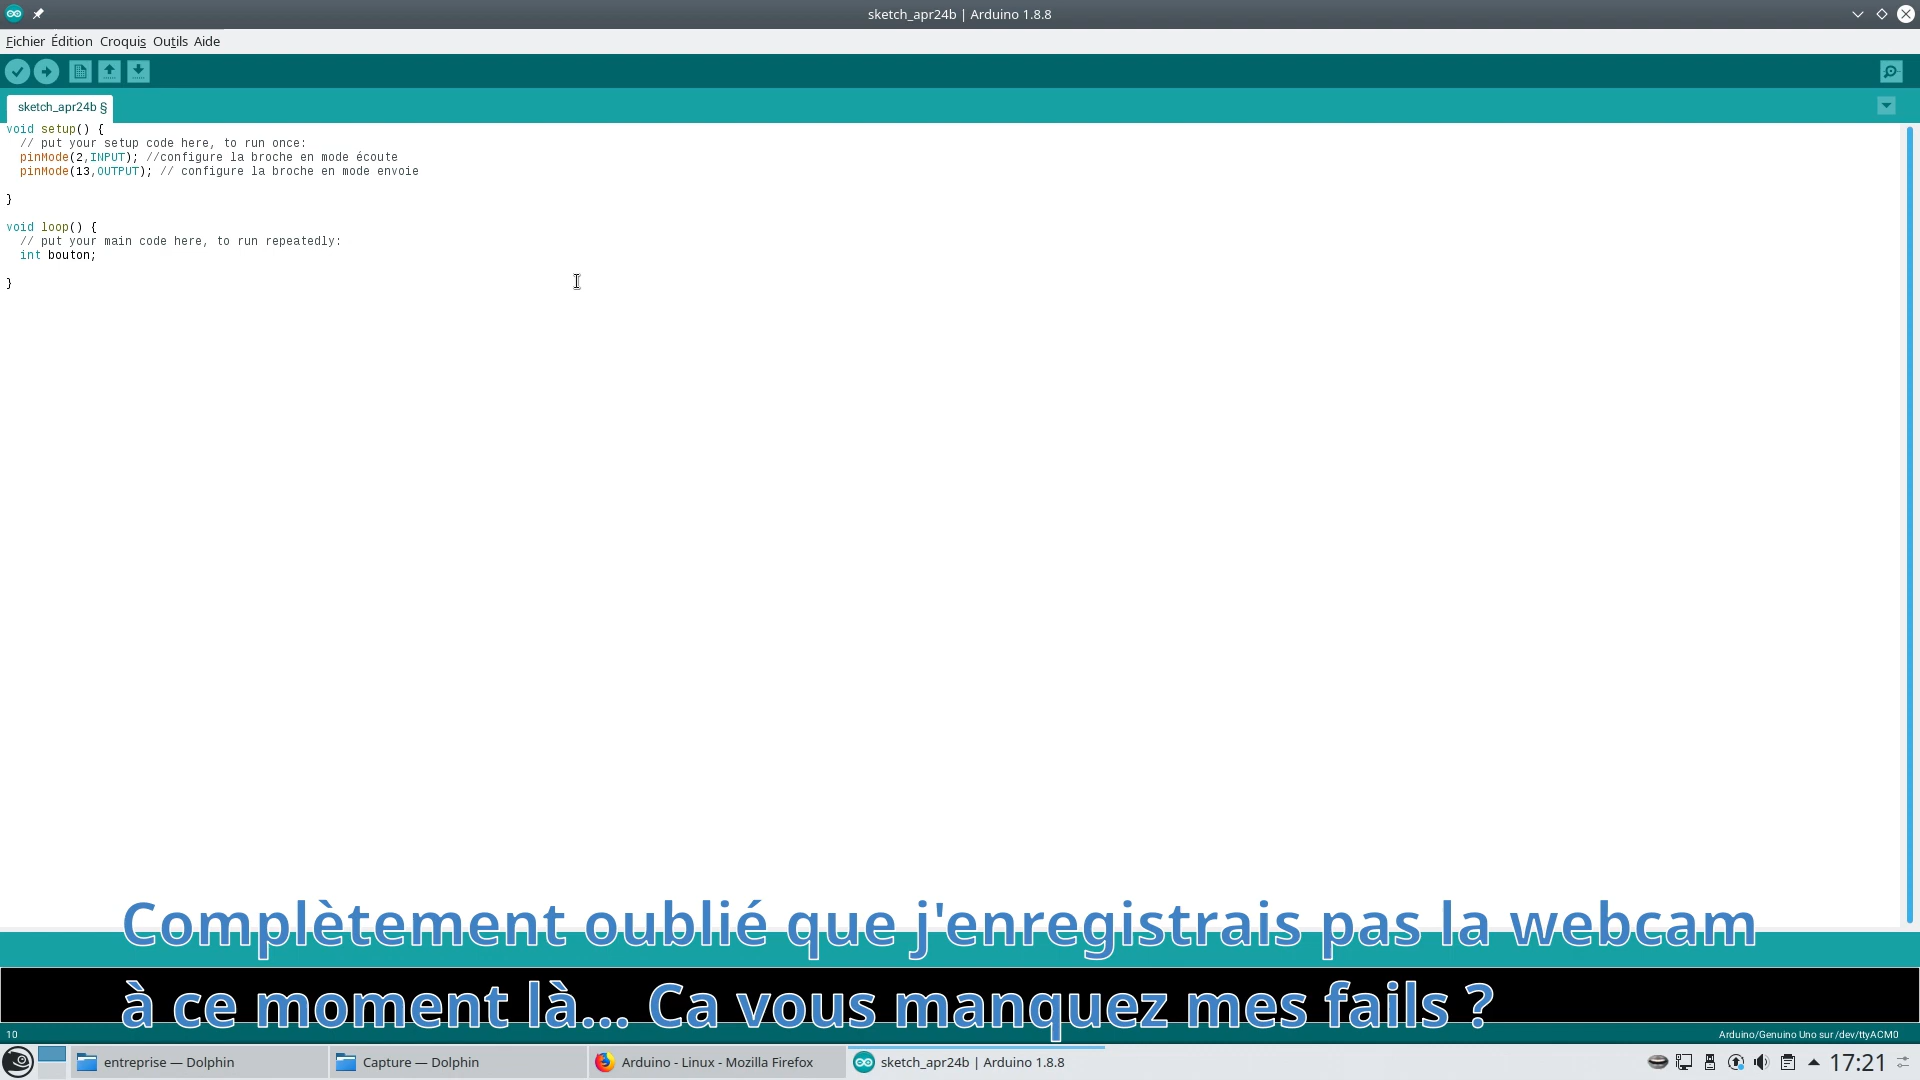 sketch_apr24b | Arduino 1.8.8
Fichier Édition Croquis Outils Aide
sketch_apr24b §
void setup() {
  // put your setup code here, to run once:
  pinMode(2,INPUT); //configure la broche en mode écoute
  pinMode(13,OUTPUT); // configure la broche en mode envoie
}
void loop() {
  // put your main code here, to run repeatedly:
  int bouton;
}
Complètement oublié que j'enregistrais pas la webcam
à ce moment là... Ca vous manquez mes fails ?
10
Arduino/Genuino Uno sur /dev/ttyACM0
entreprise — Dolphin
Capture — Dolphin
Arduino - Linux - Mozilla Firefox
sketch_apr24b | Arduino 1.8.8
17:21